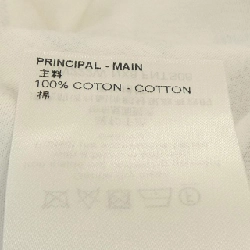 PRINCIPAL - MAIN
主料
100% COTON - COTTON
棉